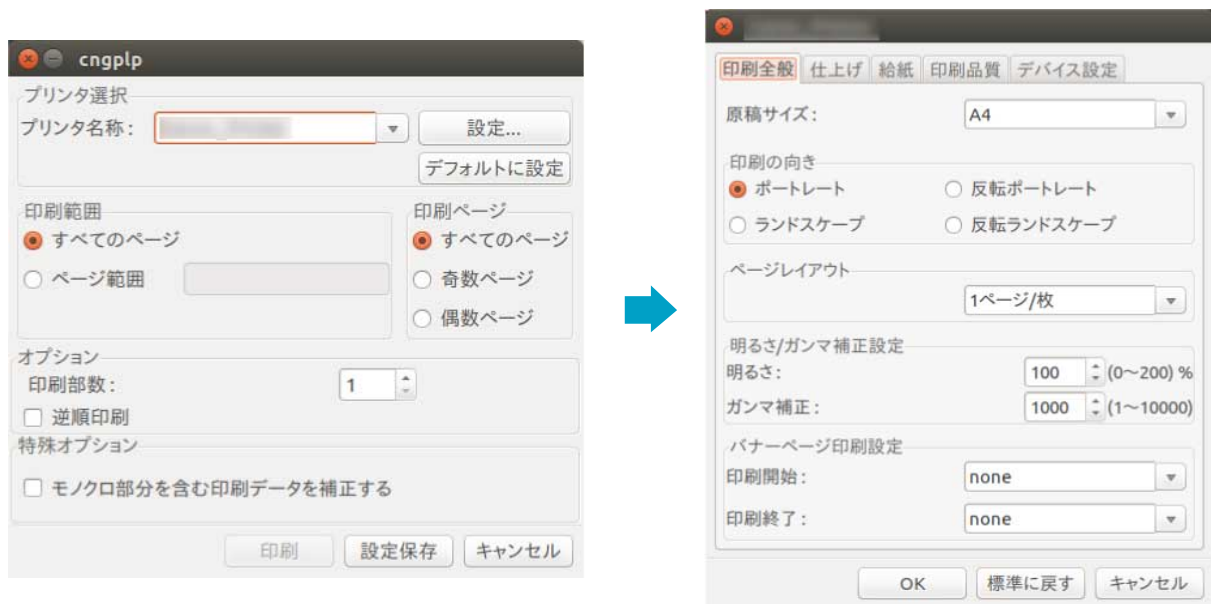 cngplp
プリンタ選択
プリンタ名称:
設定...
デフォルトに設定
印刷範囲
すべてのページ
ページ範囲
印刷ページ
すべてのページ
奇数ページ
偶数ページ
オプション
印刷部数:
1
逆順印刷
特殊オプション
モノクロ部分を含む印刷データを補正する
印刷 設定保存 キャンセル
印刷全般 仕上げ 給紙 印刷品質 デバイス設定
原稿サイズ: A4
印刷の向き
ポートレート 反転ポートレート
ランドスケープ 反転ランドスケープ
ページレイアウト
1ページ/枚
明るさ/ガンマ補正設定
明るさ: 100 (0〜200) %
ガンマ補正: 1000 (1〜10000)
バナーページ印刷設定
印刷開始: none
印刷終了: none
OK 標準に戻す キャンセル